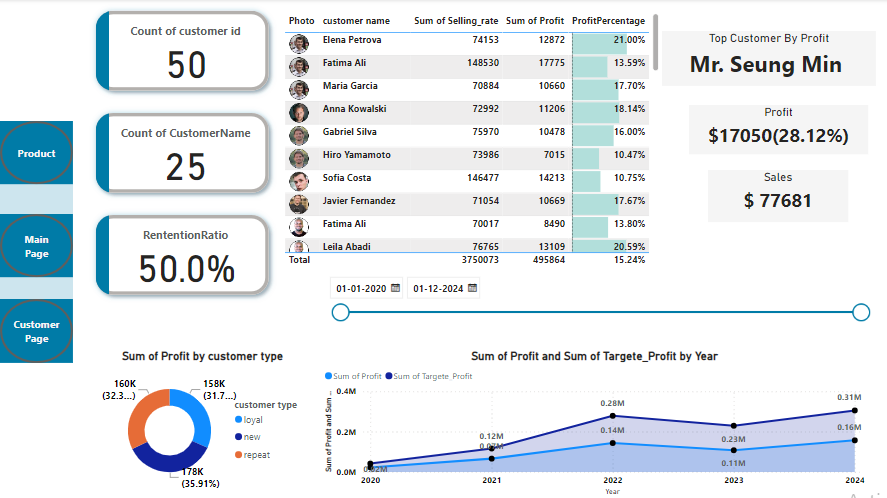 Product
Main
Page
Customer
Page
Count of customer id
50
Count of CustomerName
25
RentensionRatio
50.0%
Photo customer name Sum of Selling_rate Sum of Profit ProfitPercentage
Elena Petrova 74153 12872 21.00%
Fatima Ali 148530 17775 13.59%
Maria Garcia 70884 10660 17.70%
Anna Kowalski 72992 11206 18.14%
Gabriel Silva 75970 10478 16.00%
Hiro Yamamoto 73986 7015 10.47%
Sofia Costa 146477 14213 10.75%
Javier Fernandez 71054 10669 17.67%
Fatima Ali 70017 8490 13.80%
Leila Abadi 76765 13109 20.59%
Total 3750073 495864 15.24%
Top Customer By Profit
Mr. Seung Min
Profit
$17050(28.12%)
Sales
$ 77681
01-01-2020 01-12-2024
Sum of Profit by customer type
160K
(32.3...)
158K
(31.7...)
178K
(35.91%)
customer type
loyal
new
repeat
Sum of Profit and Sum of Targete_Profit by Year
Sum of Profit Sum of Targete_Profit
Sum of Profit and Sum ...
0.4M
0.2M
0.0M
0.02M
0.12M
0.07M
0.28M
0.14M
0.23M
0.11M
0.31M
0.16M
2020 2021 2022 2023 2024
Year